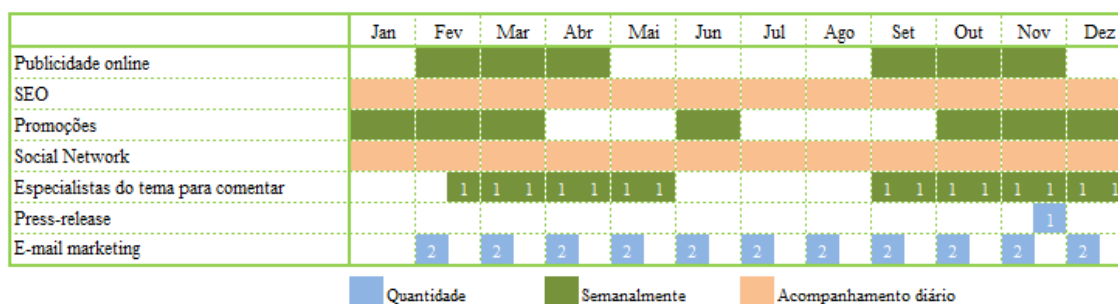 Jan Fev Mar Abr Mai Jun Jul Ago Set Out Nov Dez
Publicidade online
SEO
Promoções
Social Network
Especialistas do tema para comentar 1 1 1 1 1 1 1 1 1 1 1 1 1 1 1
Press-release 1
E-mail marketing 2 2 2 2 2 2 2 2 2 2 2
Quantidade Semanalmente Acompanhamento diário